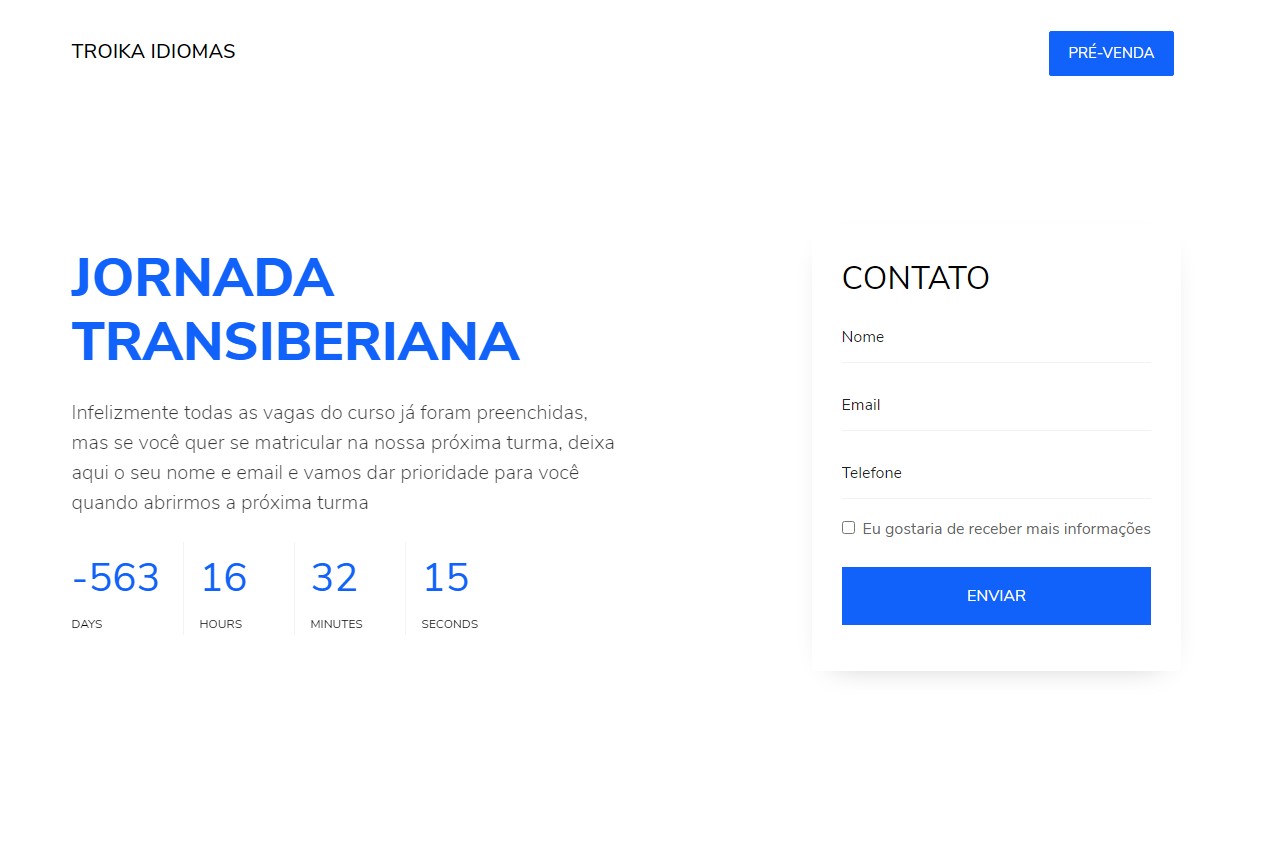 TROIKA IDIOMAS
PRÉ-VENDA
JORNADA
TRANSIBERIANA
Infelizmente todas as vagas do curso já foram preenchidas,
mas se você quer se matricular na nossa próxima turma, deixa
aqui o seu nome e email e vamos dar prioridade para você
quando abrirmos a próxima turma
-563 16 32 15
DAYS HOURS MINUTES SECONDS
CONTATO
Nome
Email
Telefone
Eu gostaria de receber mais informações
ENVIAR